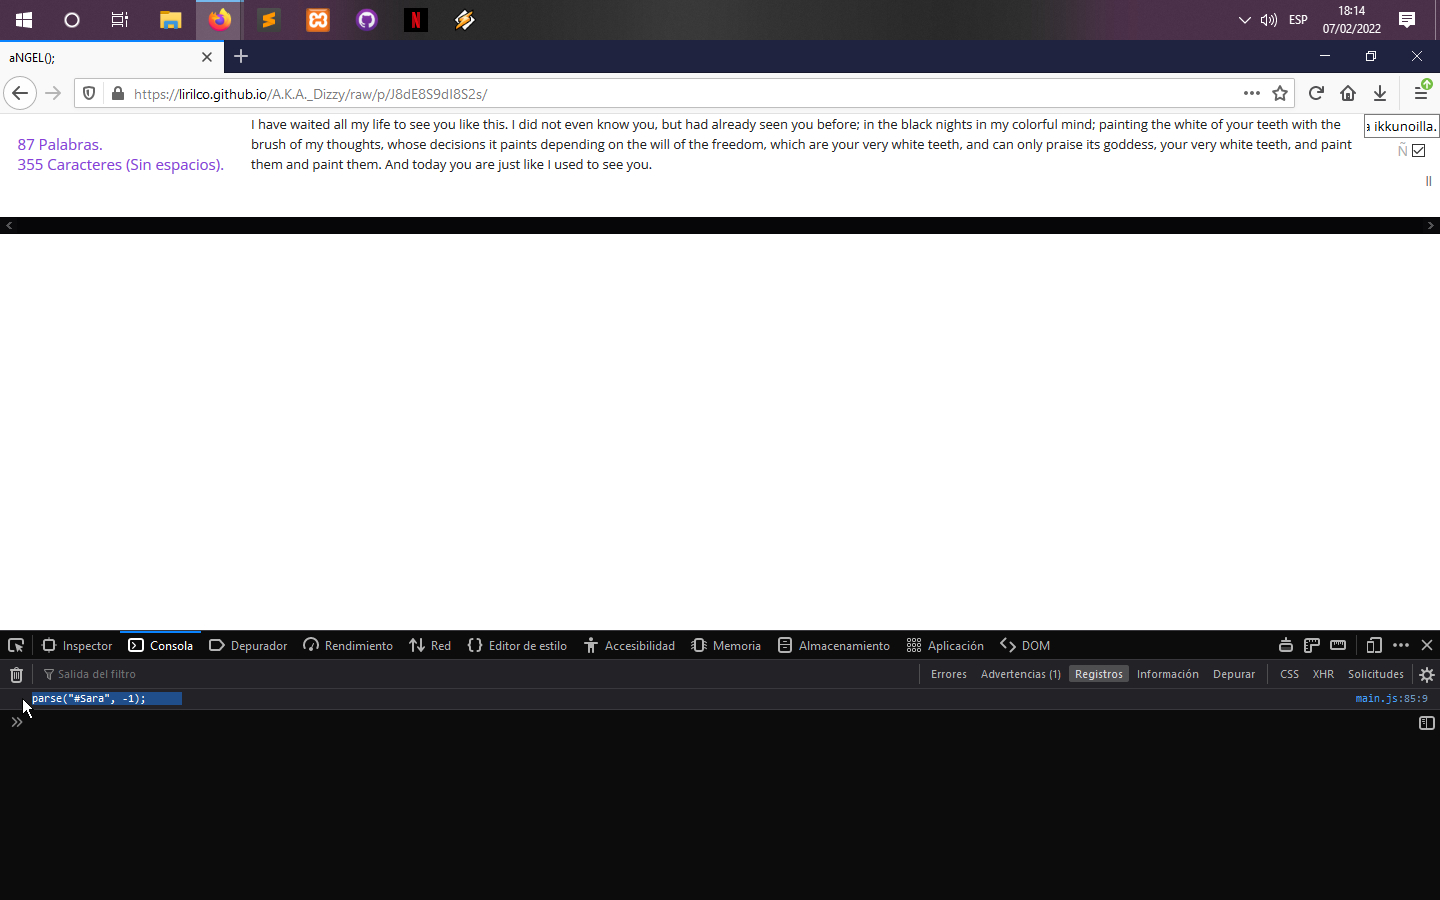 18:14
ESP
07/02/2022
aNGEL();
https://lirilco.github.io/A.K.A._Dizzy/raw/p/J8dE8S9dI8S2s/
87 Palabras.
355 Caracteres (Sin espacios).
I have waited all my life to see you like this. I did not even know you, but had already seen you before; in the black nights in my colorful mind; painting the white of your teeth with the
brush of my thoughts, whose decisions it paints depending on the will of the freedom, which are your very white teeth, and can only praise its goddess, your very white teeth, and paint
them and paint them. And today you are just like I used to see you.
a ikkunoilla.
Ñ
||
Inspector Consola Depurador Rendimiento Red Editor de estilo Accesibilidad Memoria Almacenamiento Aplicación DOM
Salida del filtro Errores Advertencias (1) Registros Información Depurar CSS XHR Solicitudes
parse("#Sara", -1); main.js:85:9